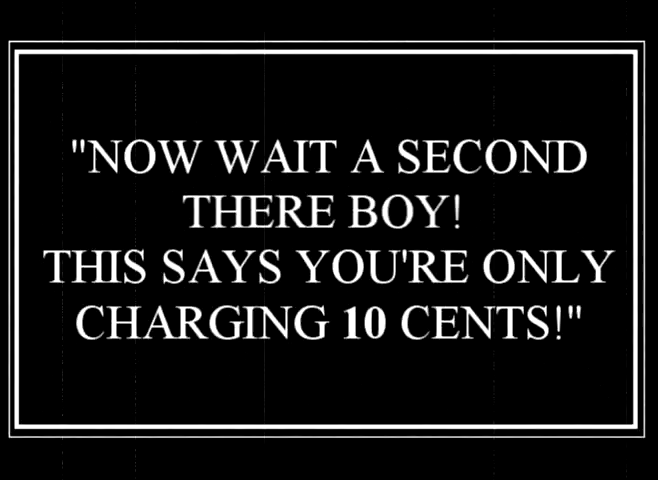 "NOW WAIT A SECOND
THERE BOY!
THIS SAYS YOU'RE ONLY
CHARGING 10 CENTS!"